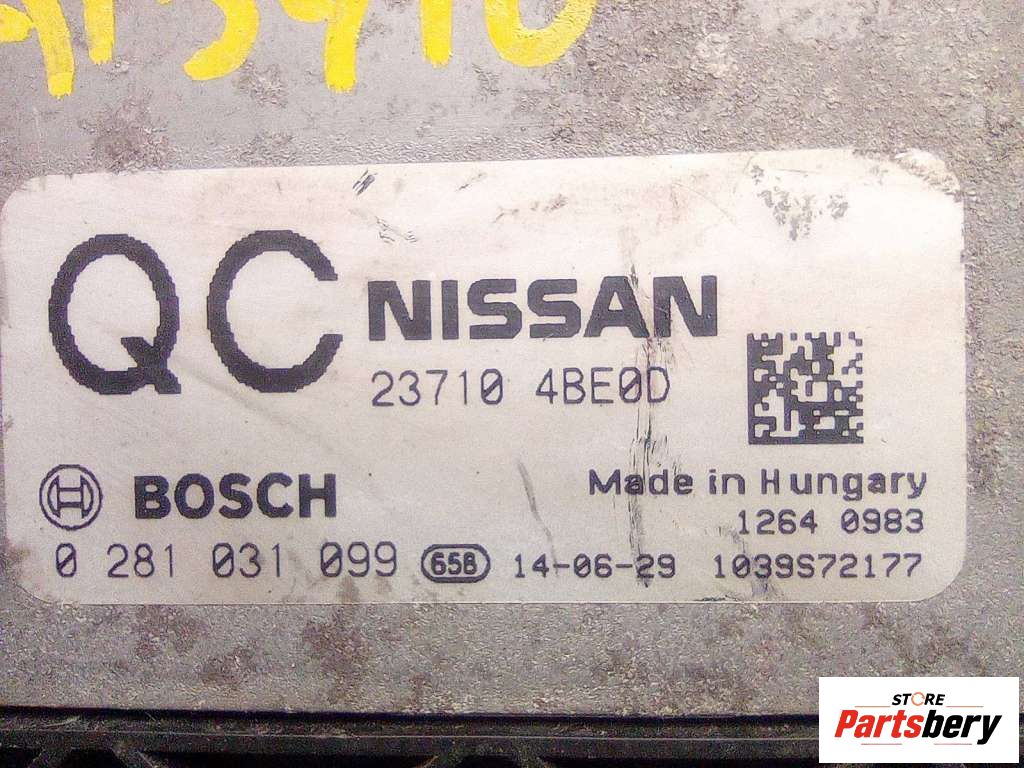 QC NISSAN
23710 4BE0D
BOSCH
Made in Hungary
1264 0983
0 281 031 099 65B 14-06-29 1039S72177
STORE
Partsbery